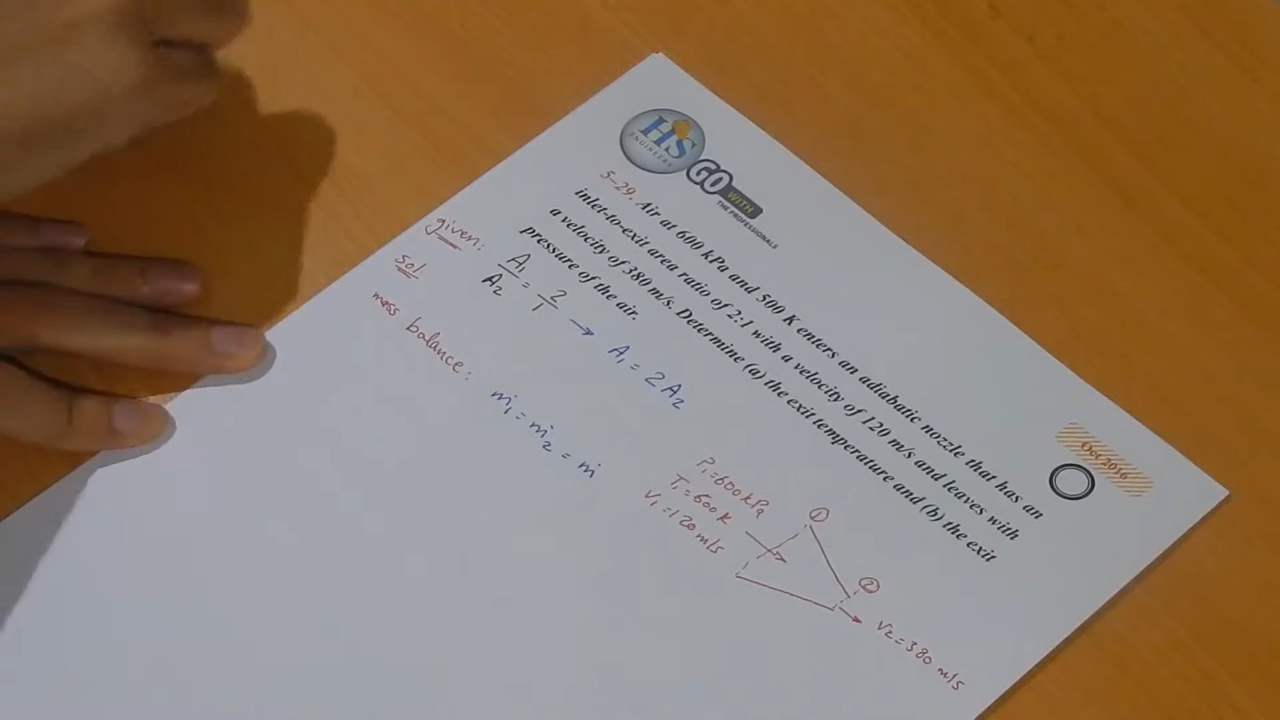 HS
ENGINEERS
GO WITH
THE PROFESSIONALS
Oct 2016
5-29. Air at 600 kPa and 500 K enters an adiabatic nozzle that has an
inlet-to-exit area ratio of 2:1 with a velocity of 120 m/s and leaves with
a velocity of 380 m/s. Determine (a) the exit temperature and (b) the exit
pressure of the air.
given: A1/A2 = 2/1 → A1 = 2A2
Sol.
mass balance: ṁ1 = ṁ2 = ṁ
P1=600 kPa
T1=600K
V1=120 m/s
①
②
V2=380 m/s